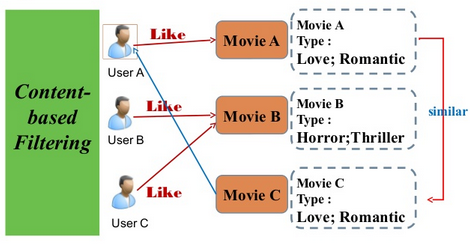 Content-
based
Filtering
Like
User A
Movie A
Movie A
Type :
Love; Romantic
similar
Like
User B
Movie B
Movie B
Type :
Horror;Thriller
Like
User C
Movie C
Movie C
Type :
Love; Romantic